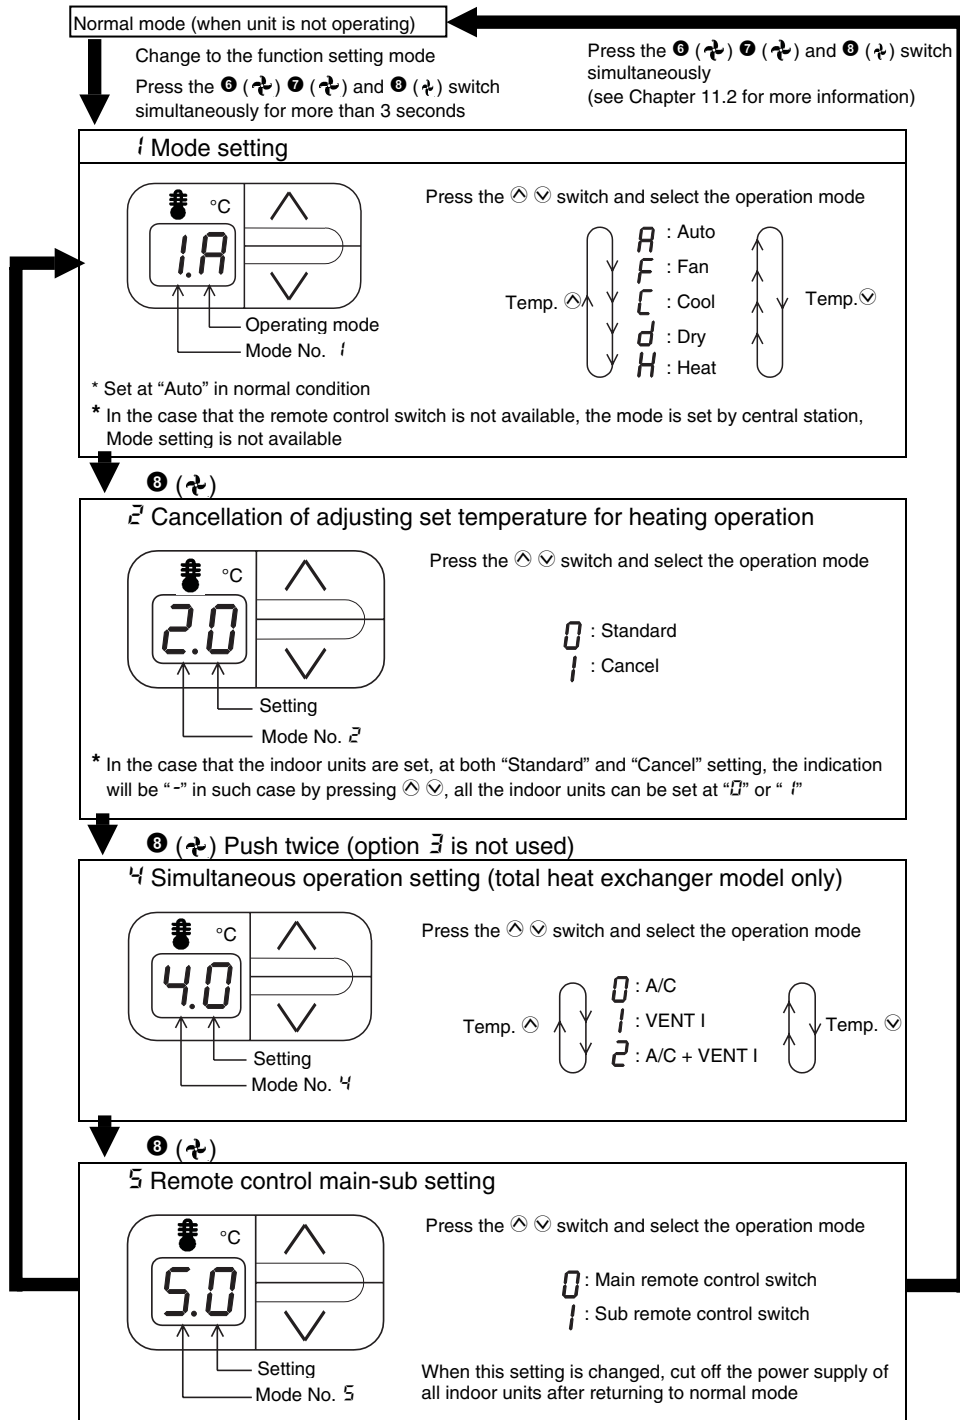 Normal mode (when unit is not operating)
Change to the function setting mode
Press the ❻ ( ) ❼ ( ) and ❽ ( ) switch
simultaneously for more than 3 seconds
Press the ❻ ( ) ❼ ( ) and ❽ ( ) switch
simultaneously
(see Chapter 11.2 for more information)
1 Mode setting
°C
1.A
Operating mode
Mode No. 1
Press the switch and select the operation mode
Temp.
A : Auto
F : Fan
C : Cool
d : Dry
H : Heat
Temp.
* Set at “Auto” in normal condition
* In the case that the remote control switch is not available, the mode is set by central station,
Mode setting is not available
❽ ( )
2 Cancellation of adjusting set temperature for heating operation
°C
2.0
Setting
Mode No. 2
Press the switch and select the operation mode
0 : Standard
1 : Cancel
* In the case that the indoor units are set, at both “Standard” and “Cancel” setting, the indication
will be “-” in such case by pressing , all the indoor units can be set at “0” or “ 1”
❽ ( ) Push twice (option 3 is not used)
4 Simultaneous operation setting (total heat exchanger model only)
°C
4.0
Setting
Mode No. 4
Press the switch and select the operation mode
Temp.
0 : A/C
1 : VENT I
2 : A/C + VENT I
Temp.
❽ ( )
5 Remote control main-sub setting
°C
5.0
Setting
Mode No. 5
Press the switch and select the operation mode
0 : Main remote control switch
1 : Sub remote control switch
When this setting is changed, cut off the power supply of
all indoor units after returning to normal mode